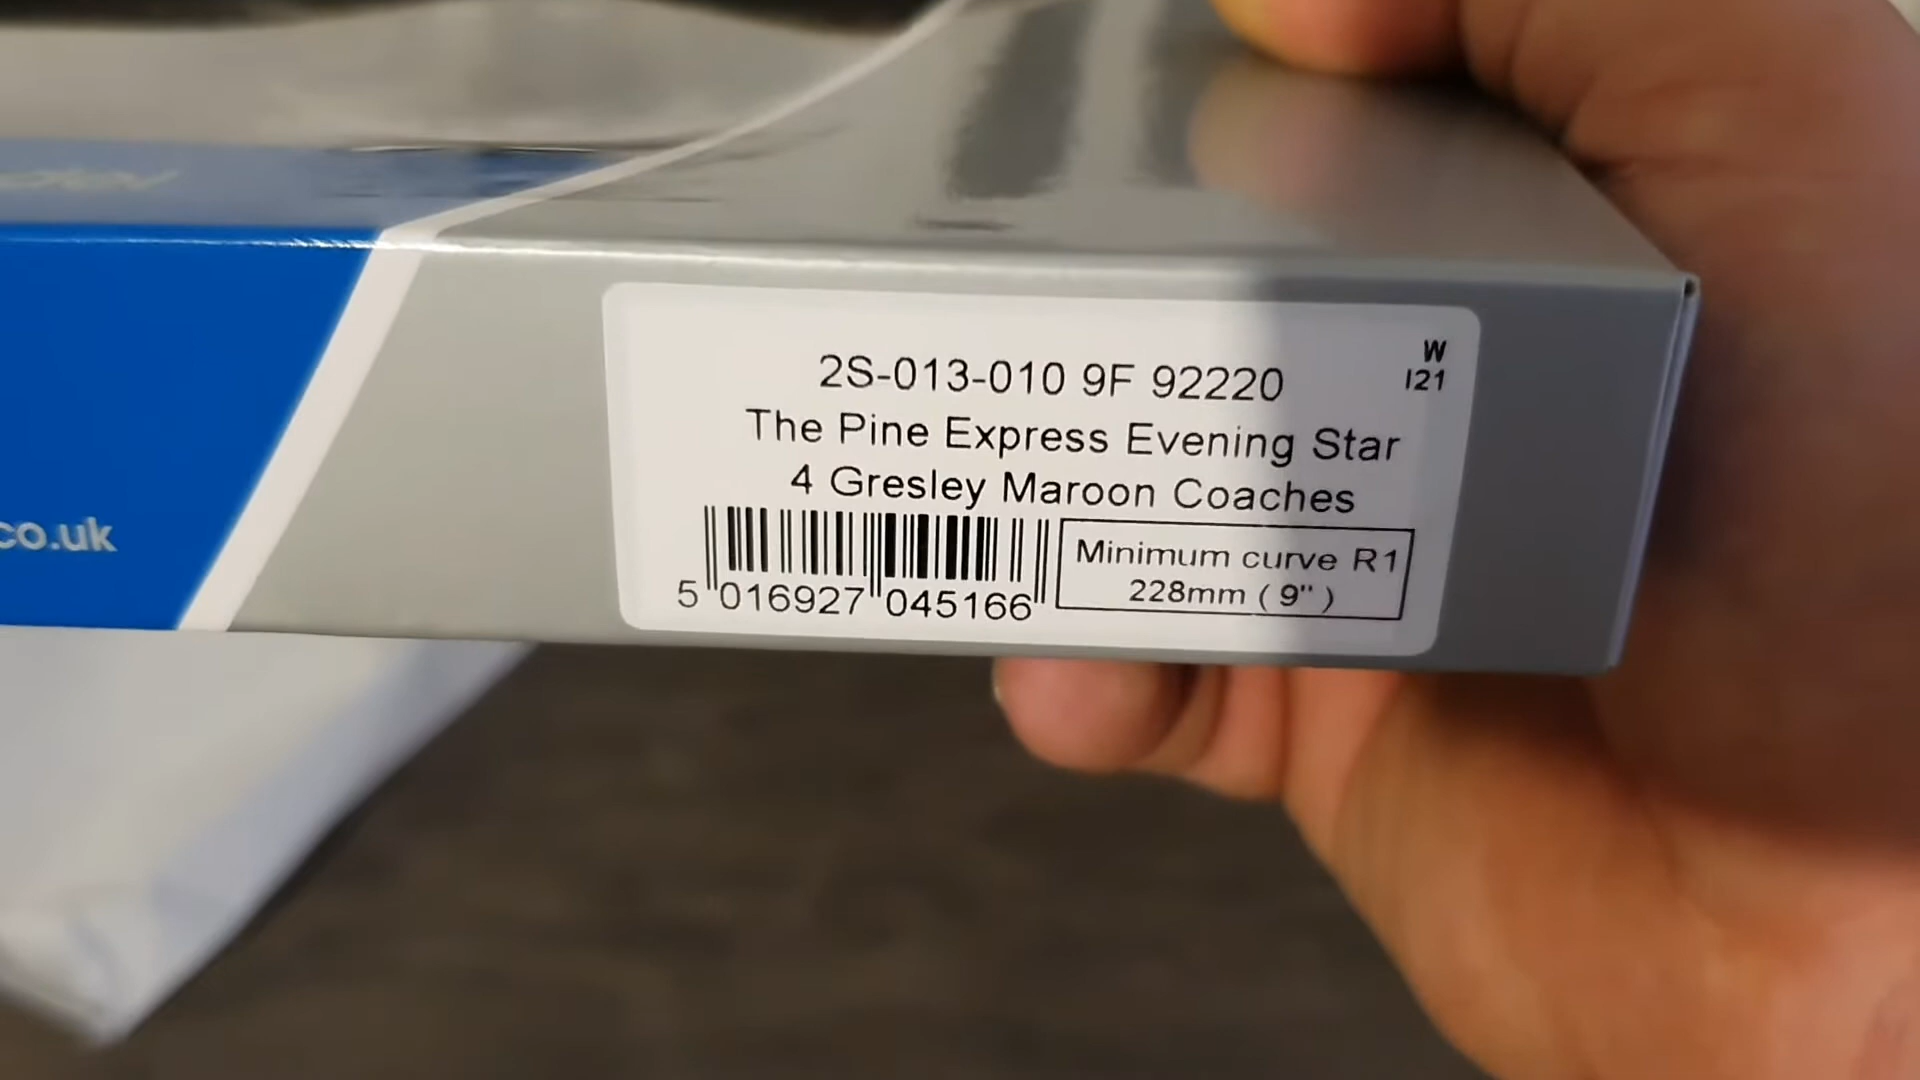 2S-013-010 9F 92220
W
I21
The Pine Express Evening Star
4 Gresley Maroon Coaches
5 016927 045166
Minimum curve R1
228mm ( 9" )
co.uk